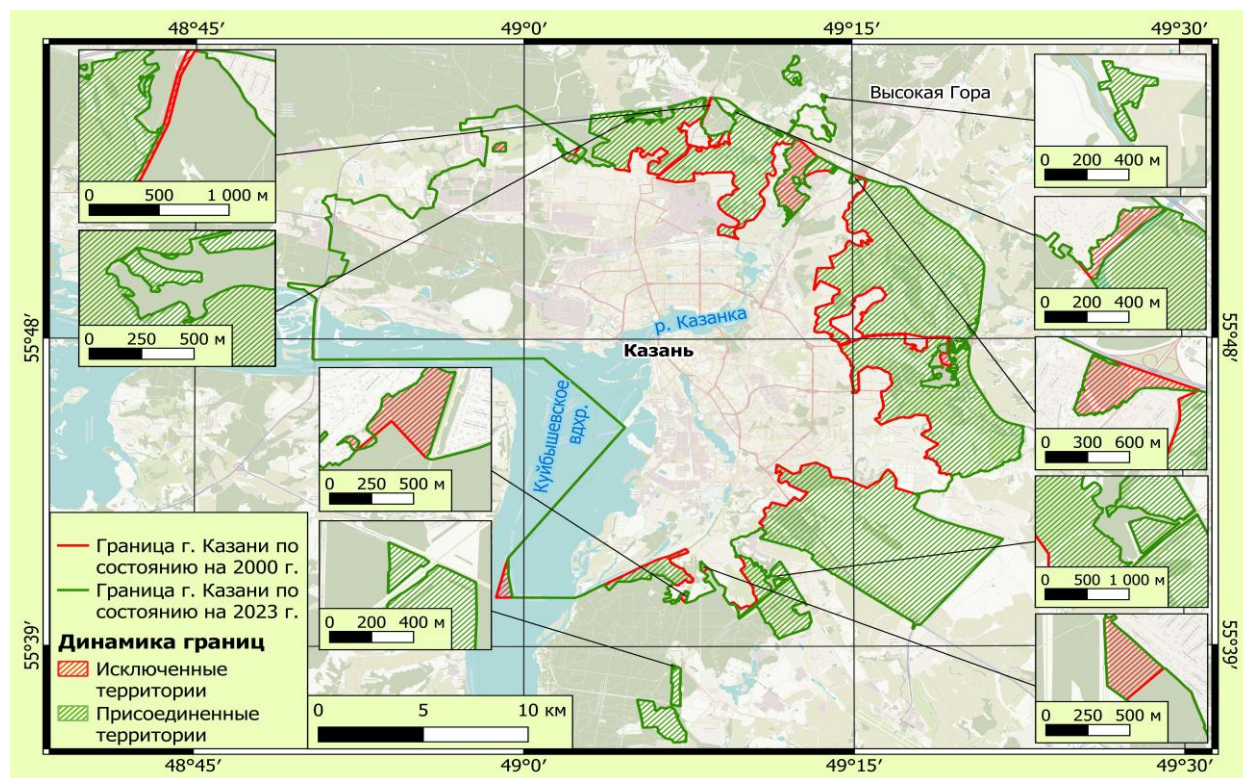 48°45′
49°0′
49°15′
49°30′
Высокая Гора
0 500 1 000 м
0 200 400 м
0 200 400 м
0 250 500 м
55°48′
55°48′
р. Казанка
Казань
Куйбышевское
вдхр.
0 300 600 м
0 250 500 м
0 500 1 000 м
0 200 400 м
Граница г. Казани по
состоянию на 2000 г.
Граница г. Казани по
состоянию на 2023 г.
Динамика границ
Исключенные
территории
Присоединенные
территории
0 5 10 км
0 250 500 м
55°39′
55°39′
48°45′
49°0′
49°15′
49°30′